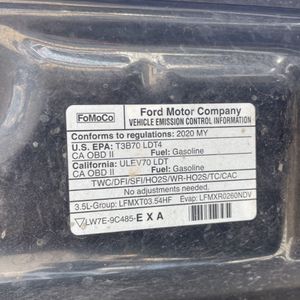 FoMoCo
Ford Motor Company
VEHICLE EMISSION CONTROL INFORMATION
Conforms to regulations: 2020 MY
U.S. EPA: T3B70 LDT4
CA OBD II Fuel: Gasoline
California: ULEV70 LDT
CA OBD II Fuel: Gasoline
TWC/DFI/SFI/HO2S/WR-HO2S/TC/CAC
No adjustments needed.
3.5L-Group: LFMXT03.54HF Evap: LFMXR0260NDV
LW7E-9C485-EXA